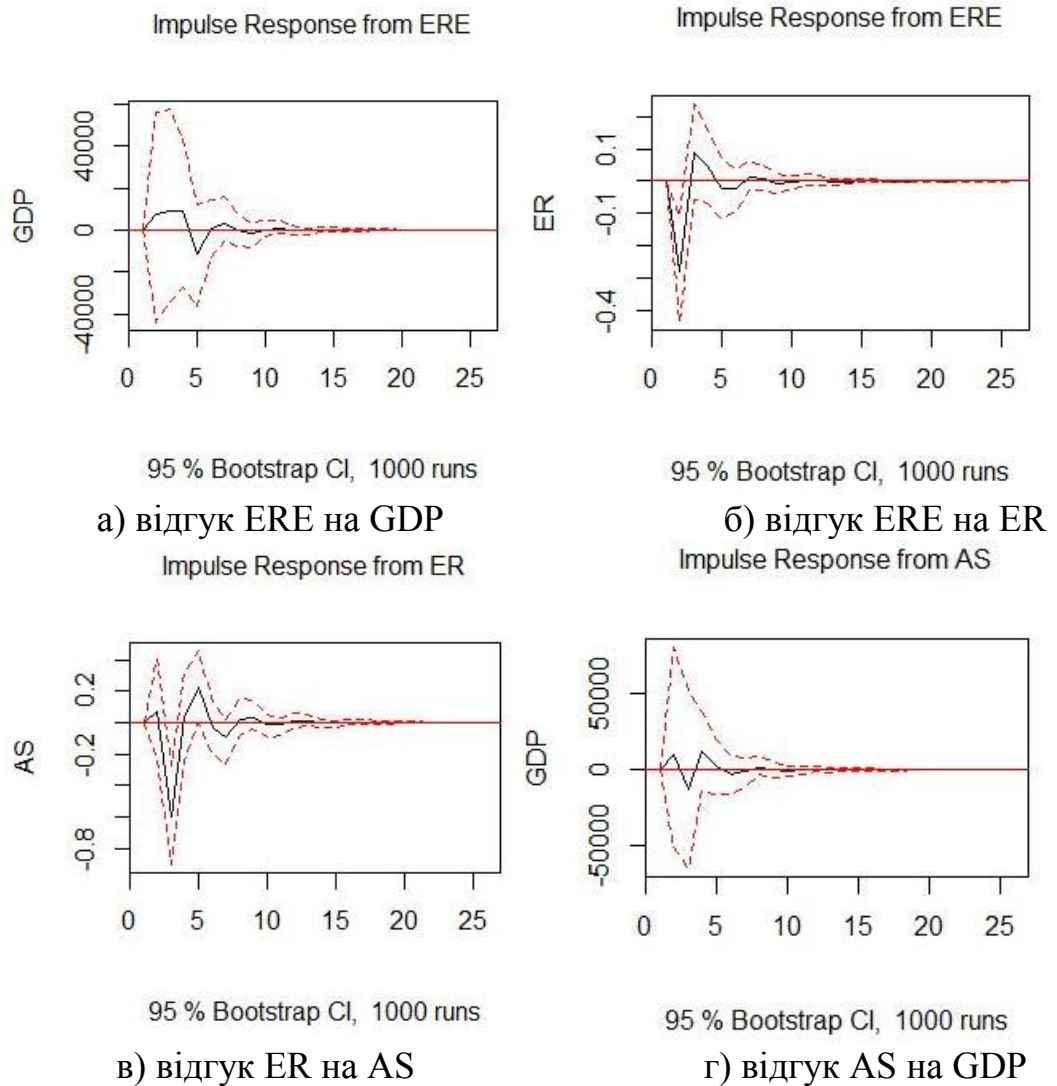 Impulse Response from ERE
GDP
40000
0
-40000
0 5 10 15 20 25
95 % Bootstrap CI, 1000 runs
а) відгук ERE на GDP
Impulse Response from ERE
ER
0.1
-0.1
-0.4
0 5 10 15 20 25
95 % Bootstrap CI, 1000 runs
б) відгук ERE на ER
Impulse Response from ER
AS
0.2
-0.2
-0.8
0 5 10 15 20 25
95 % Bootstrap CI, 1000 runs
в) відгук ER на AS
Impulse Response from AS
GDP
50000
0
-50000
0 5 10 15 20 25
95 % Bootstrap CI, 1000 runs
г) відгук AS на GDP